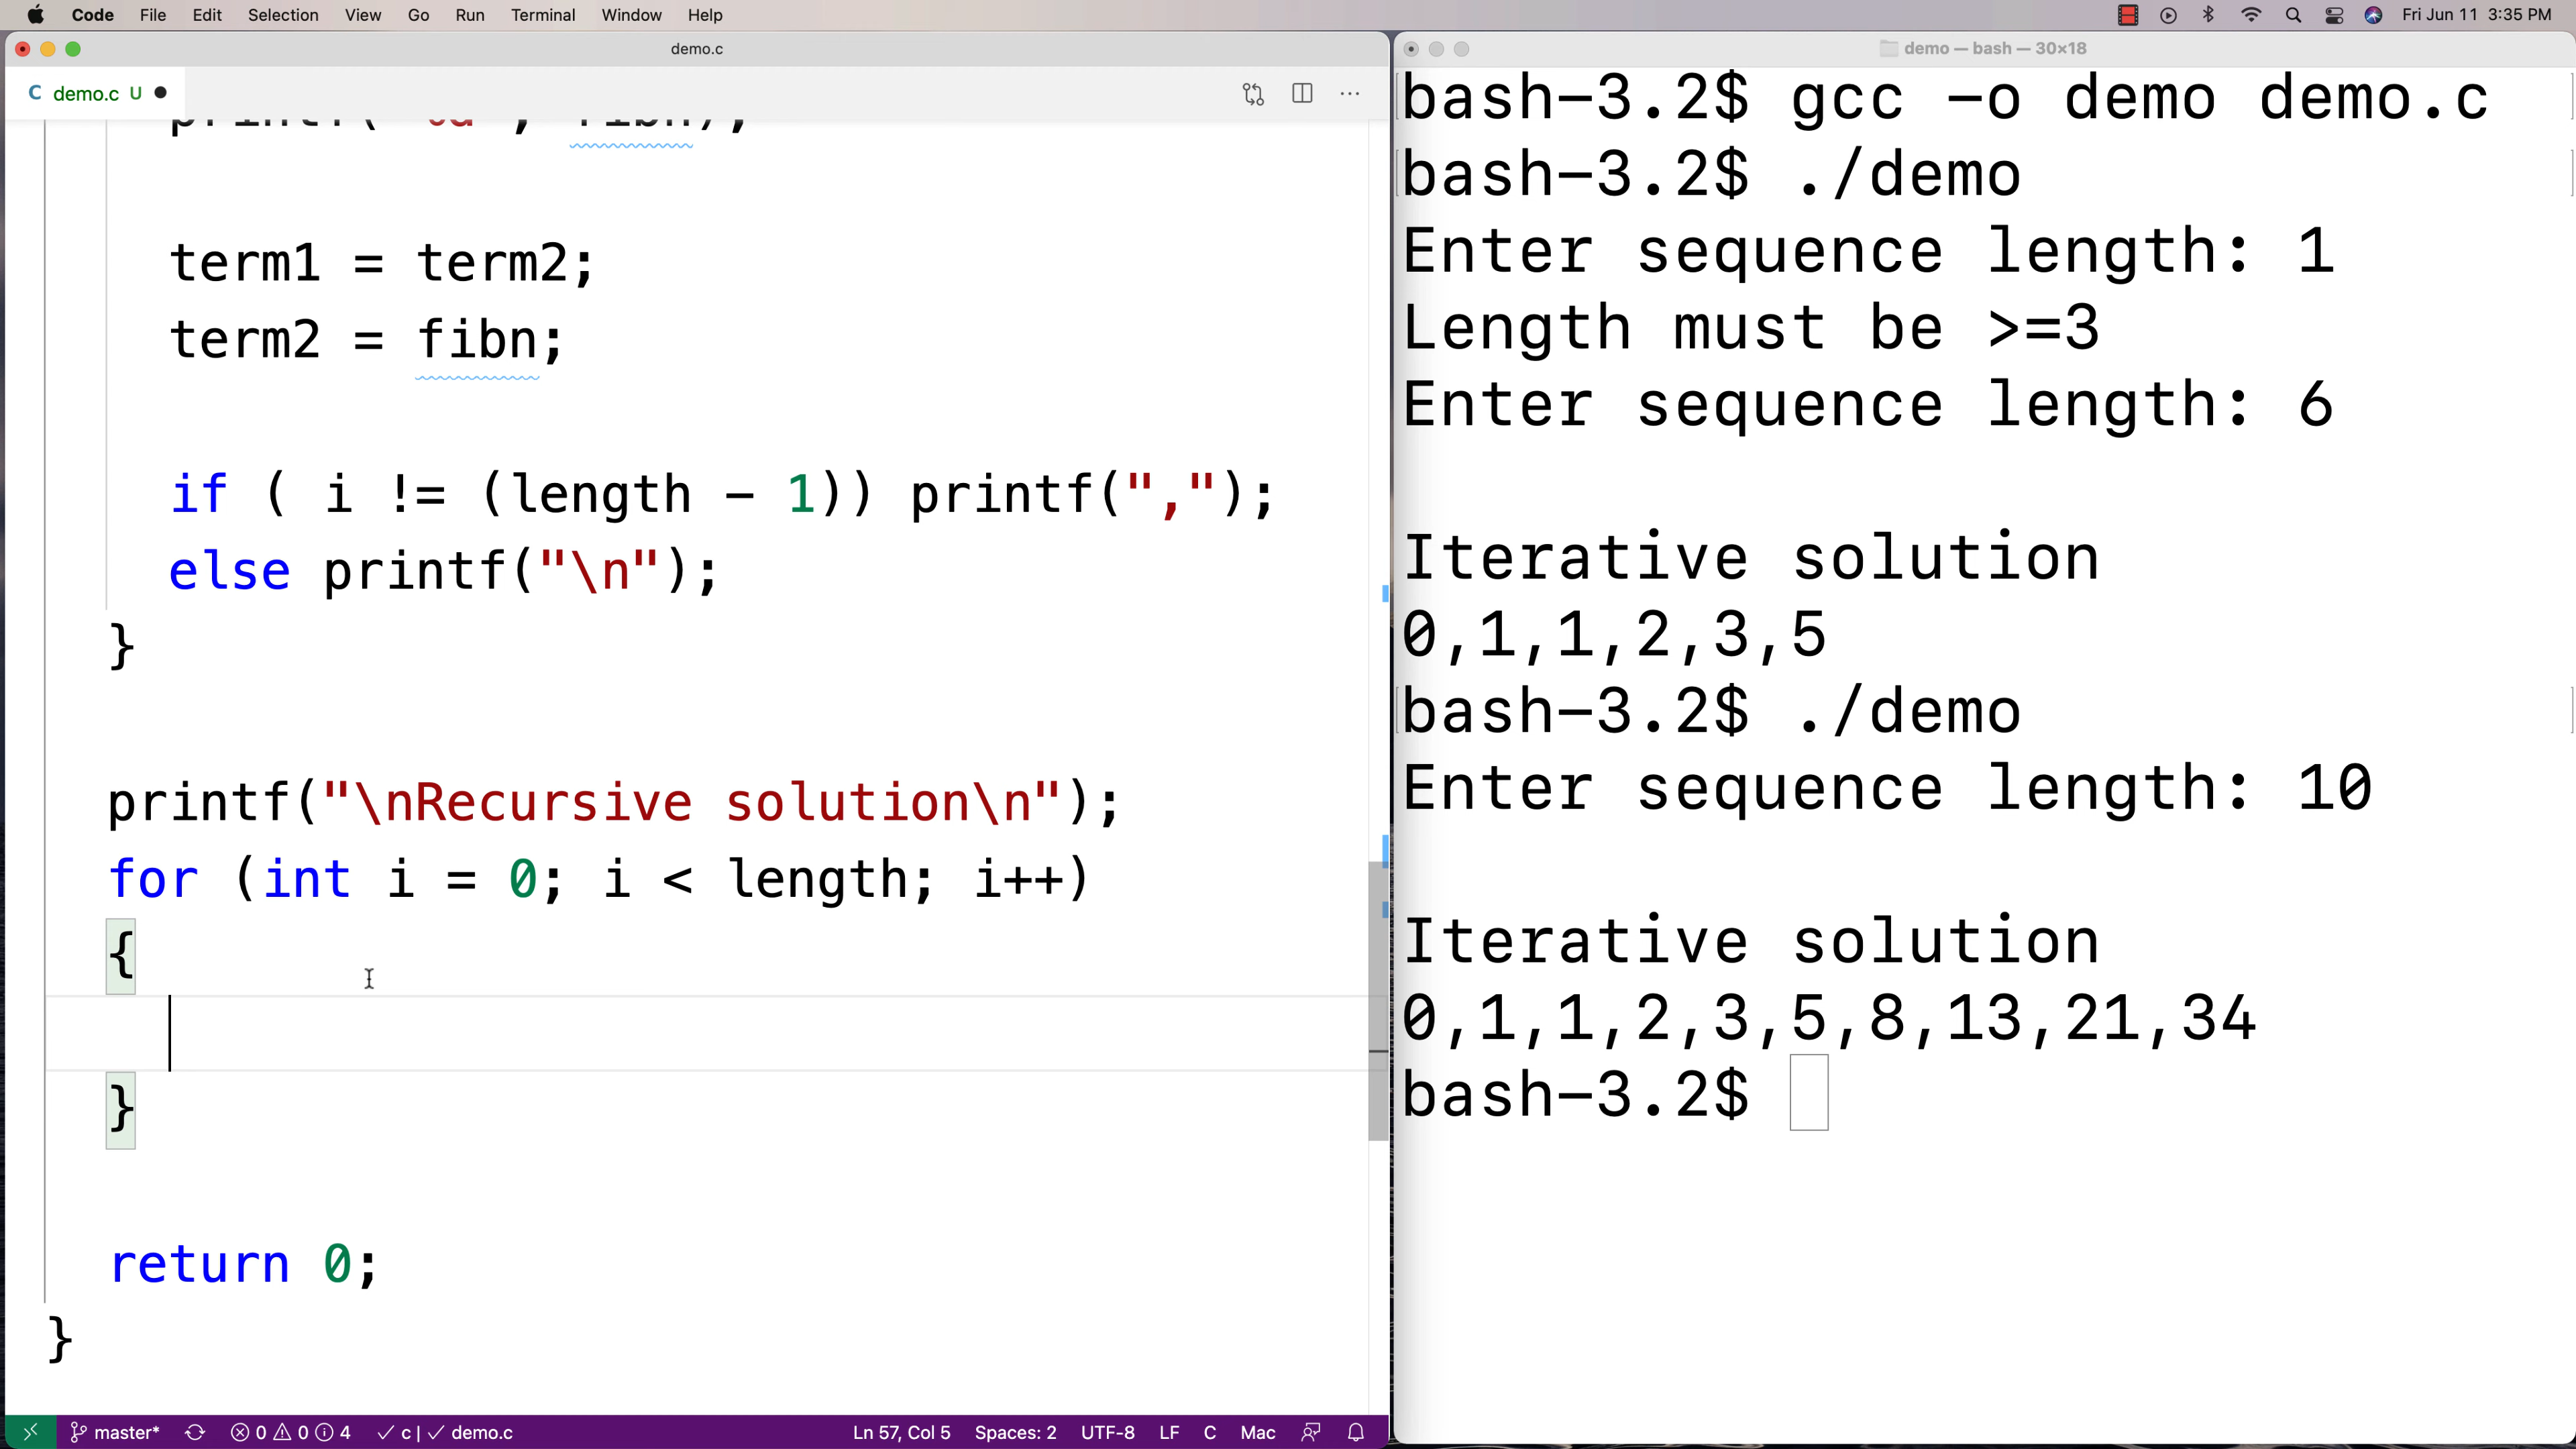 Code File Edit Selection View Go Run Terminal Window Help Fri Jun 11 3:35 PM
demo.c
C demo.c U
printf( "%d", fibn);
term1 = term2;
term2 = fibn;
if ( i != (length - 1)) printf(",");
else printf("\n");
}
printf("\nRecursive solution\n");
for (int i = 0; i < length; i++)
{
}
return 0;
}
master* 0 0 4 c | demo.c Ln 57, Col 5 Spaces: 2 UTF-8 LF C Mac
demo — bash — 30×18
bash-3.2$ gcc -o demo demo.c
bash-3.2$ ./demo
Enter sequence length: 1
Length must be >=3
Enter sequence length: 6
Iterative solution
0,1,1,2,3,5
bash-3.2$ ./demo
Enter sequence length: 10
Iterative solution
0,1,1,2,3,5,8,13,21,34
bash-3.2$